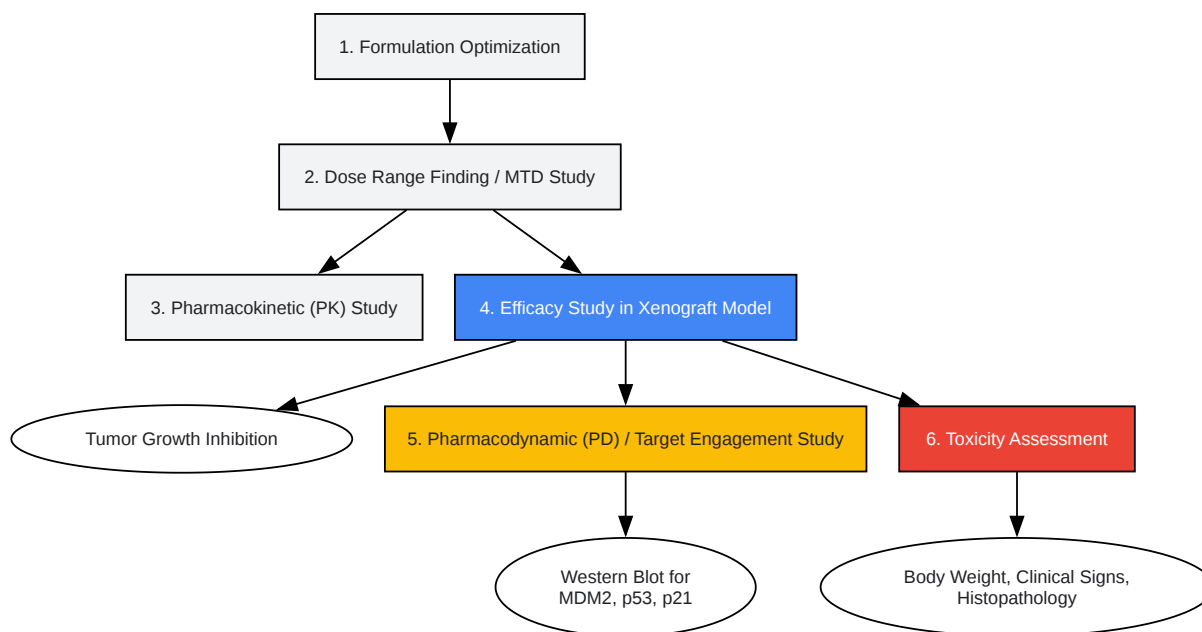 1. Formulation Optimization
2. Dose Range Finding / MTD Study
3. Pharmacokinetic (PK) Study
4. Efficacy Study in Xenograft Model
Tumor Growth Inhibition
5. Pharmacodynamic (PD) / Target Engagement Study
6. Toxicity Assessment
Western Blot for
MDM2, p53, p21
Body Weight, Clinical Signs,
Histopathology